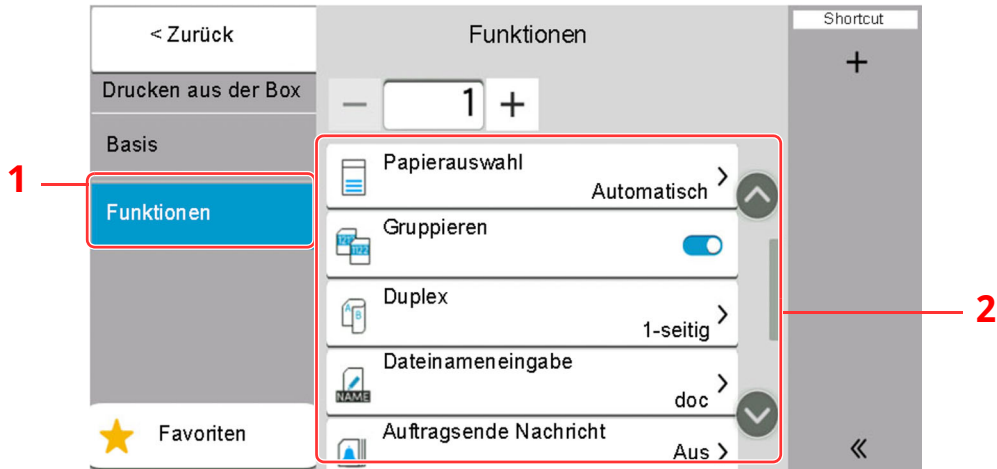 < Zurück
Funktionen
Shortcut
Drucken aus der Box
1
Basis
Funktionen
Papierauswahl
Automatisch
Gruppieren
Duplex
1-seitig
Dateinameneingabe
NAME
doc
Auftragsende Nachricht
Aus
Favoriten
1
2